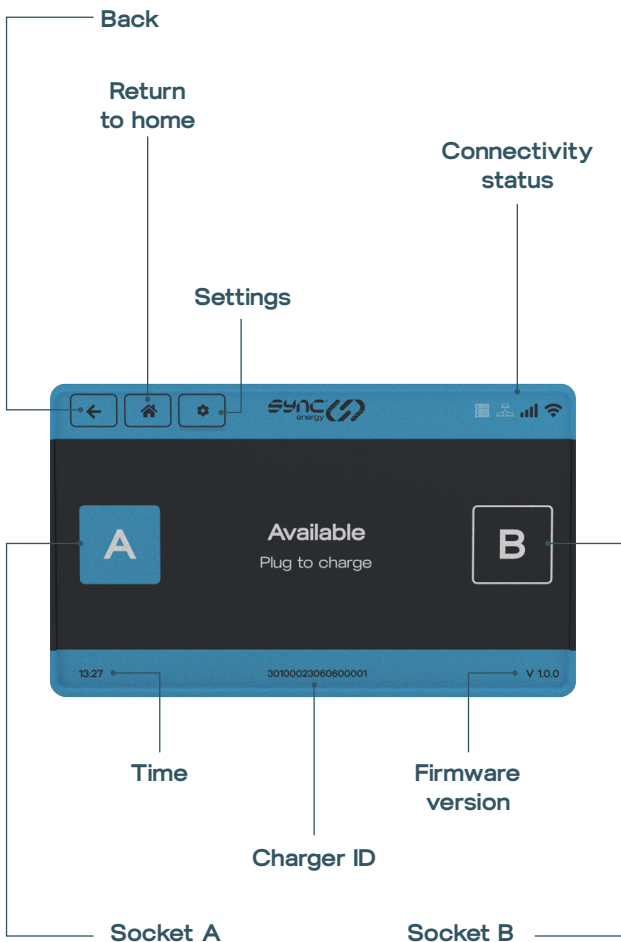 Back
Return
to home
Connectivity
status
Settings
sync
energy
A
Available
Plug to charge
B
13:27
30100023060600001
V 1.0.0
Time
Firmware
version
Charger ID
Socket A
Socket B